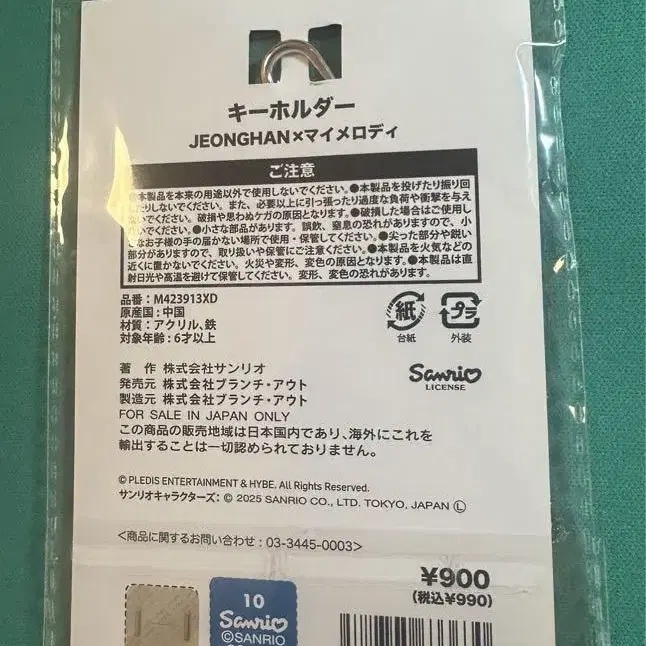 キーホルダー
JEONGHAN×マイメロディ
ご注意
●本製品を本来の用途以外で使用しないでください。●本製品を投げたり振り回
したりしないでください。また、必要以上に引っ張ったり過度な負荷や衝撃を与え
ないでください。破損や思わぬケガの原因となります。●破損した場合はご使用し
ないでください。●小さな部品があります。誤飲、窒息の恐れがありますので、小
さなお子様の手の届かない場所で使用・保管してください。●尖った部分や鋭い
部分がありますので、取り扱いや保管にご注意ください。●本製品を火気などの
近くに置かないでください。火災や変形、変色の原因となります。●本製品は直
射日光や高温を避けて保管してください。変形、変色の恐れがあります。
品番：M423913XD
原産国：中国
材質：アクリル、鉄
対象年齢：6才以上
紙
台紙
プラ
外装
著　作 株式会社サンリオ
発売元 株式会社ブランチ・アウト
製造元 株式会社ブランチ・アウト
Sanrio
LICENSE
FOR SALE IN JAPAN ONLY
この商品の販売地域は日本国内であり、海外にこれを
輸出することは一切認められておりません。
© PLEDIS ENTERTAINMENT & HYBE. All Rights Reserved.
サンリオキャラクターズ：© 2025 SANRIO CO., LTD. TOKYO, JAPAN Ⓛ
<商品に関するお問い合わせ：03-3445-0003>
¥900
(税込¥990)
10
Sanrio
©SANRIO